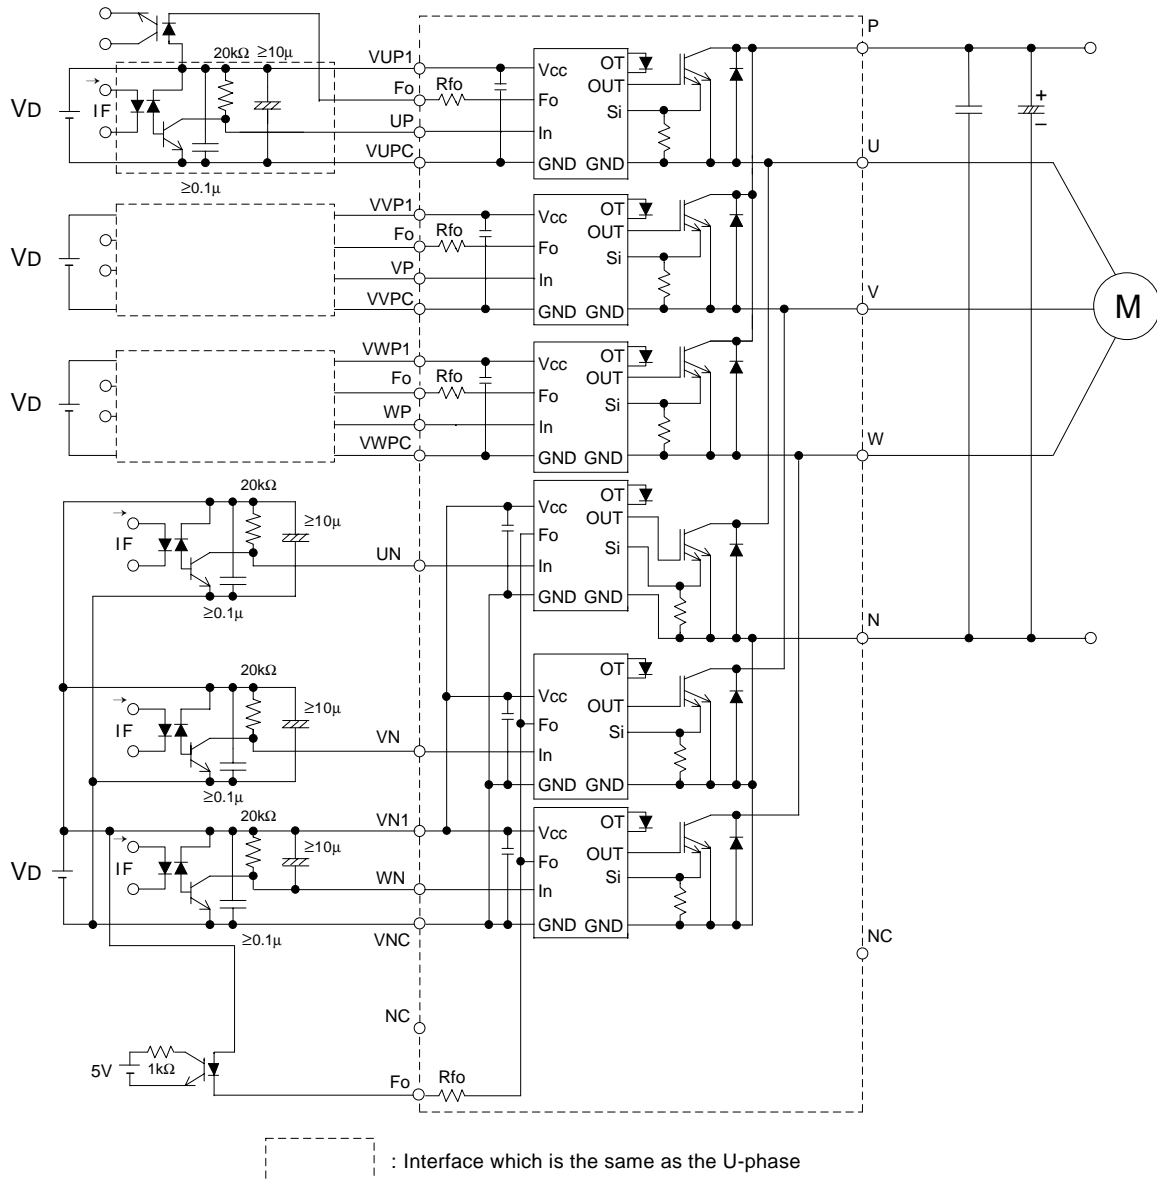 P
20kΩ ≥10μ
VUP1
VD
IF
Fo
Rfo
UP
VUPC
≥0.1μ
Vcc
Fo
In
GND
OT
OUT
Si
GND
U
+
–
VD
VVP1
Fo
Rfo
VP
VVPC
Vcc
Fo
In
GND
OT
OUT
Si
GND
V
M
VD
VWP1
Fo
Rfo
WP
VWPC
Vcc
Fo
In
GND
OT
OUT
Si
GND
W
20kΩ
≥10μ
IF
≥0.1μ
UN
Vcc
Fo
In
GND
OT
OUT
Si
GND
N
20kΩ
≥10μ
IF
≥0.1μ
VN
Vcc
Fo
In
GND
OT
OUT
Si
GND
20kΩ
≥10μ
VD
IF
≥0.1μ
VN1
WN
VNC
Vcc
Fo
In
GND
OT
OUT
Si
GND
NC
NC
5V
1kΩ
Fo
Rfo
: Interface which is the same as the U-phase